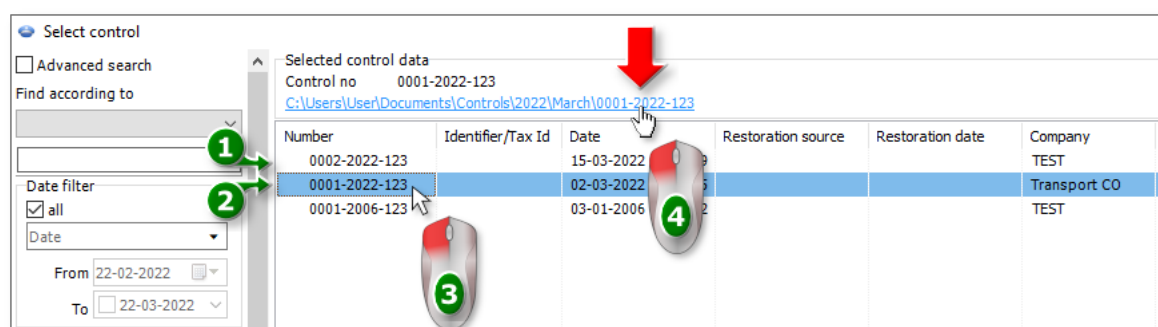 Select control
Advanced search
Find according to
Date filter
all
Date
From 22-02-2022
To 22-03-2022
Selected control data
Control no 0001-2022-123
C:\Users\User\Documents\Controls\2022\March\0001-2022-123
Number Identifier/Tax Id Date Restoration source Restoration date Company
1 0002-2022-123 15-03-2022 9 TEST
2 0001-2022-123 02-03-2022 Transport CO
0001-2006-123 03-01-2006 2 TEST
3
4